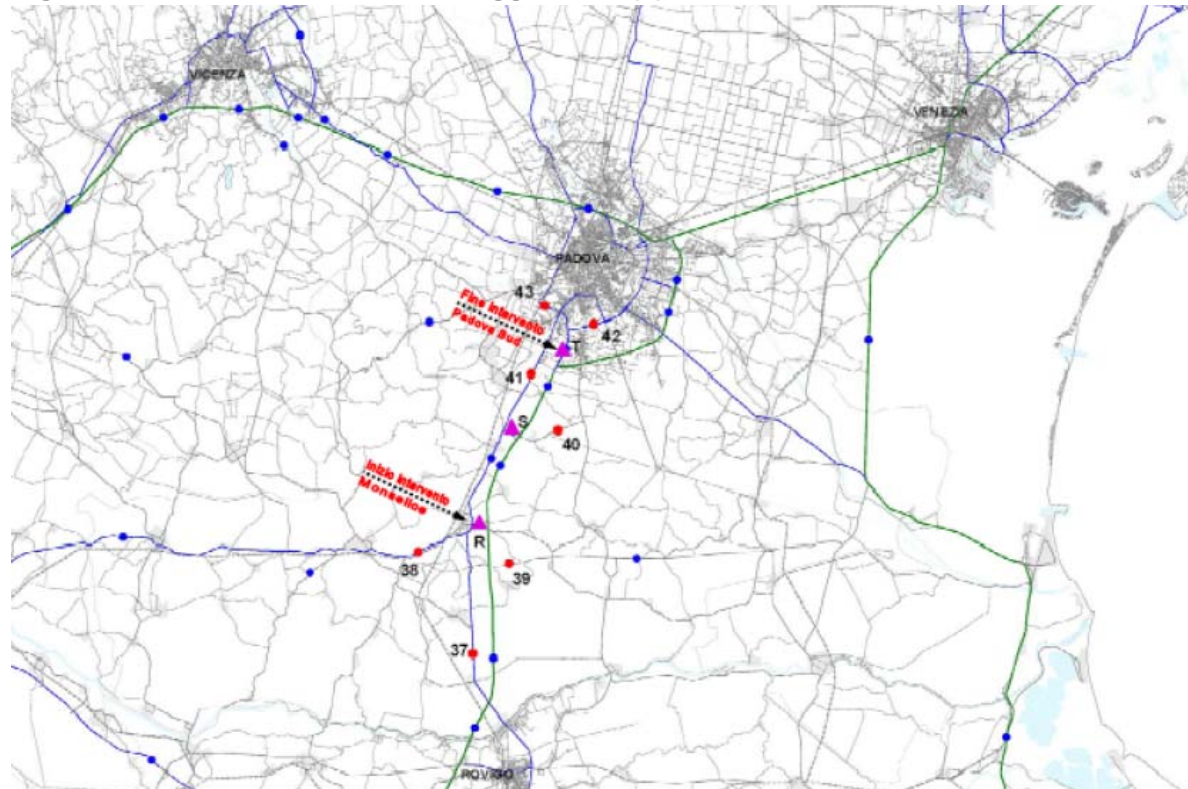 VICENZA
VENEZIA
PADOVA
43
Fine Intervento
Padova Sud
42
T
41
S
40
Inizio Intervento
Monselice
R
38
39
37
ROVIGO